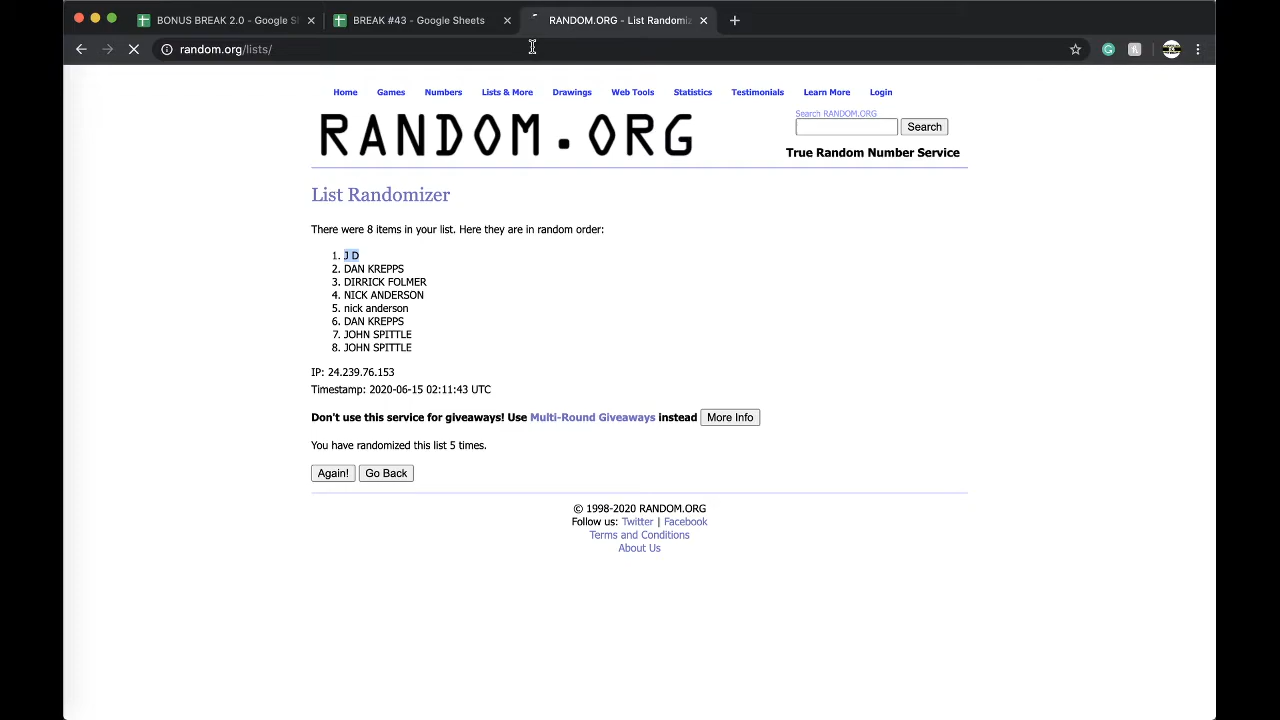 BONUS BREAK 2.0 - Google S
BREAK #43 - Google Sheets
RANDOM.ORG - List Randomiz
random.org/lists/
Home Games Numbers Lists & More Drawings Web Tools Statistics Testimonials Learn More Login
RANDOM.ORG
Search RANDOM.ORG
Search
True Random Number Service
List Randomizer
There were 8 items in your list. Here they are in random order:
1. J D
2. DAN KREPPS
3. DIRRICK FOLMER
4. NICK ANDERSON
5. nick anderson
6. DAN KREPPS
7. JOHN SPITTLE
8. JOHN SPITTLE
IP: 24.239.76.153
Timestamp: 2020-06-15 02:11:43 UTC
Don't use this service for giveaways! Use Multi-Round Giveaways instead More Info
You have randomized this list 5 times.
Again! Go Back
© 1998-2020 RANDOM.ORG
Follow us: Twitter | Facebook
Terms and Conditions
About Us